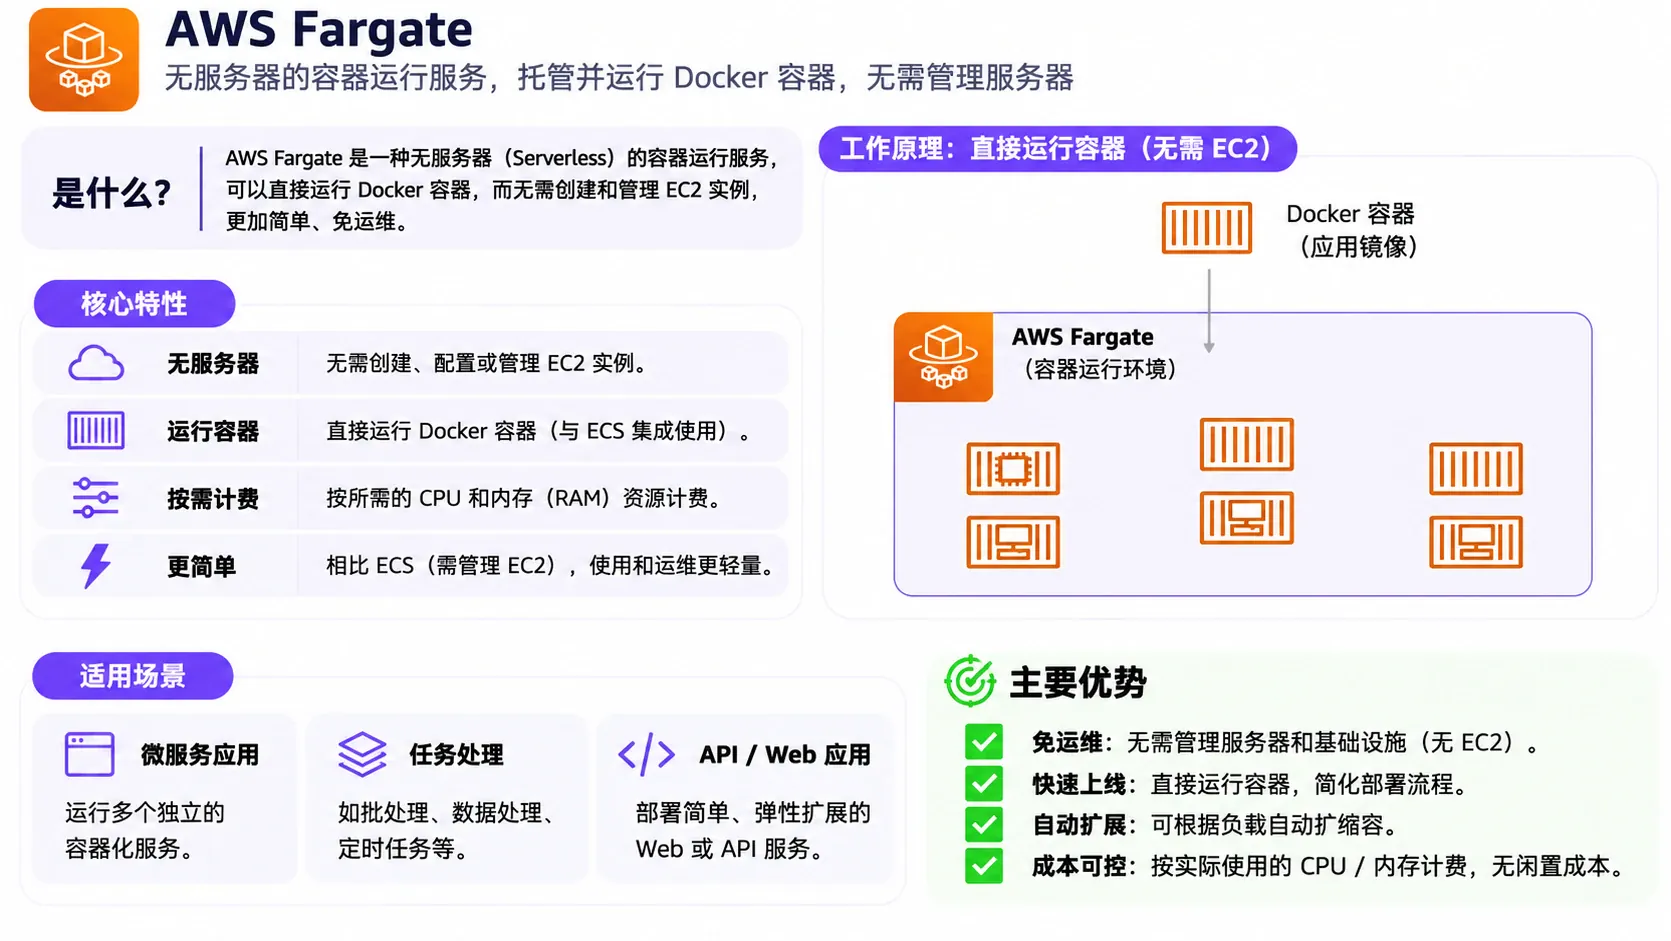 AWS Fargate
无服务器的容器运行服务，托管并运行 Docker 容器，无需管理服务器
是什么？
AWS Fargate 是一种无服务器（Serverless）的容器运行服务，
可以直接运行 Docker 容器，而无需创建和管理 EC2 实例，
更加简单、免运维。
核心特性
无服务器
无需创建、配置或管理 EC2 实例。
运行容器
直接运行 Docker 容器（与 ECS 集成使用）。
按需计费
按所需的 CPU 和内存（RAM）资源计费。
更简单
相比 ECS（需管理 EC2），使用和运维更轻量。
工作原理：直接运行容器（无需 EC2）
Docker 容器
（应用镜像）
AWS Fargate
（容器运行环境）
适用场景
微服务应用
运行多个独立的
容器化服务。
任务处理
如批处理、数据处理、
定时任务等。
API / Web 应用
部署简单、弹性扩展的
Web 或 API 服务。
主要优势
免运维：无需管理服务器和基础设施（无 EC2）。
快速上线：直接运行容器，简化部署流程。
自动扩展：可根据负载自动扩缩容。
成本可控：按实际使用的 CPU / 内存计费，无闲置成本。